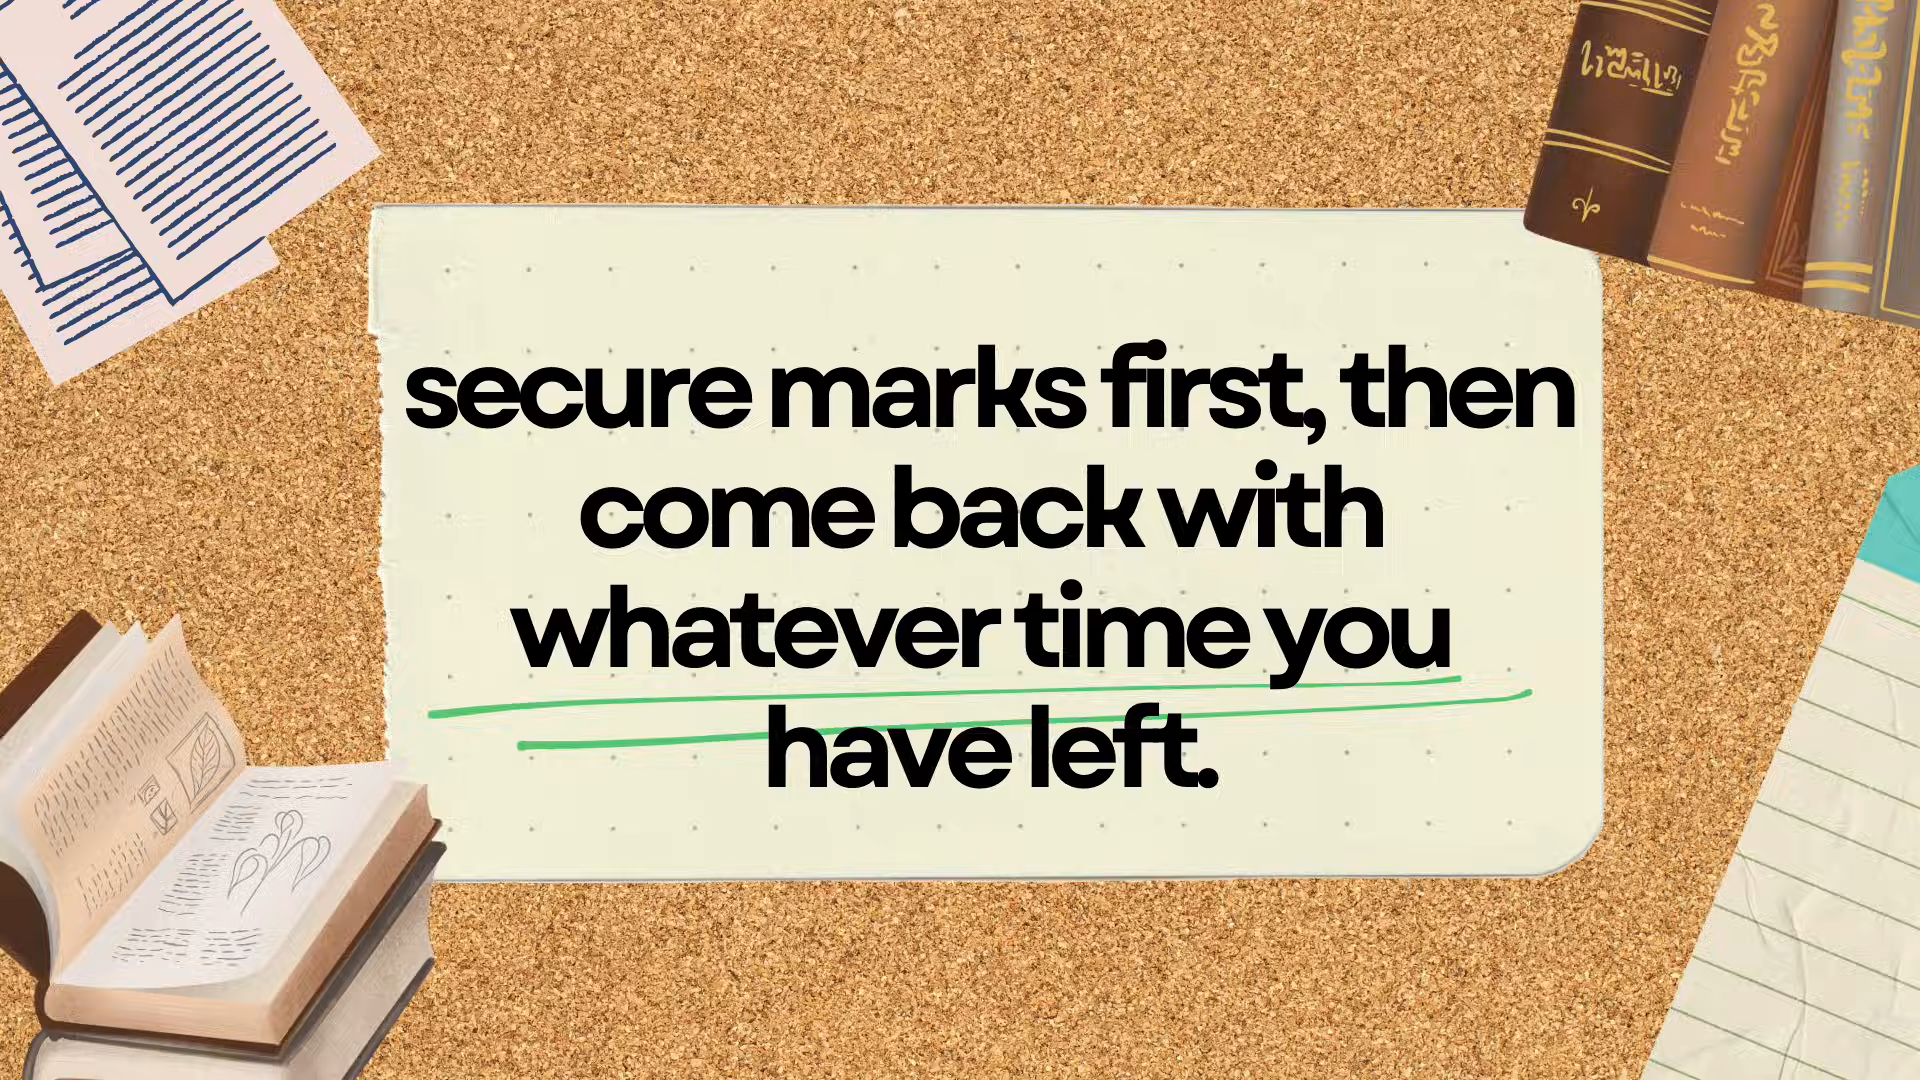 secure marks first, then
come back with
whatever time you
have left.